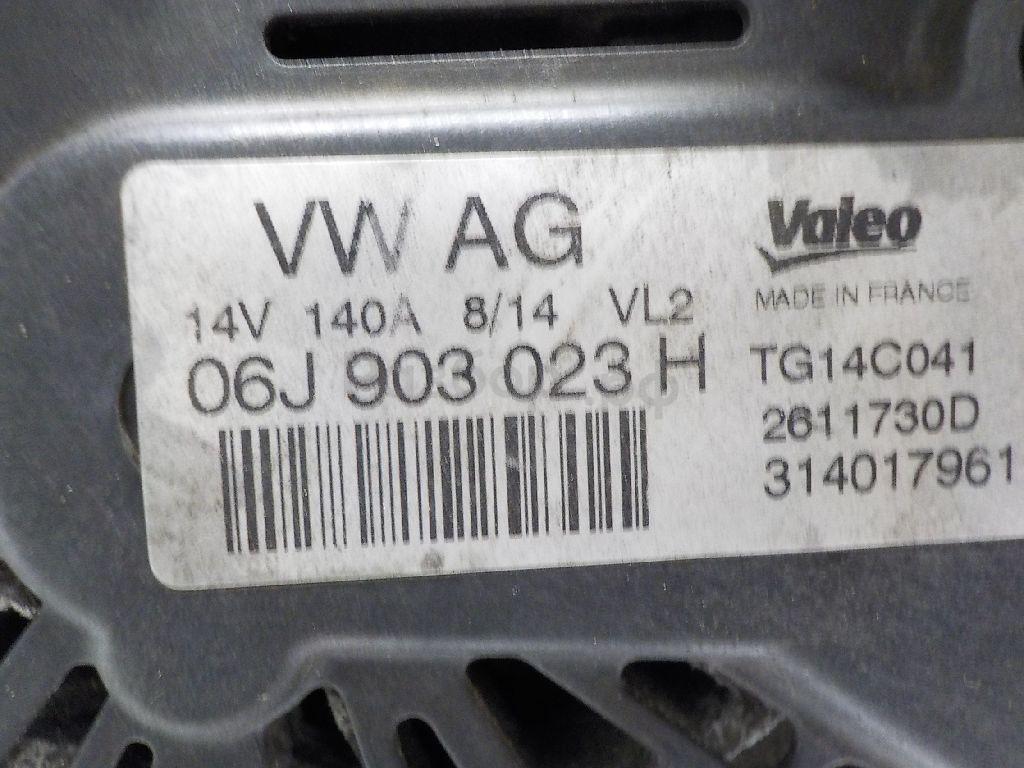 VW AG
14V 140A 8/14 VL2
06J 903 023 H
Valeo
MADE IN FRANCE
TG14C041
2611730D
314017961